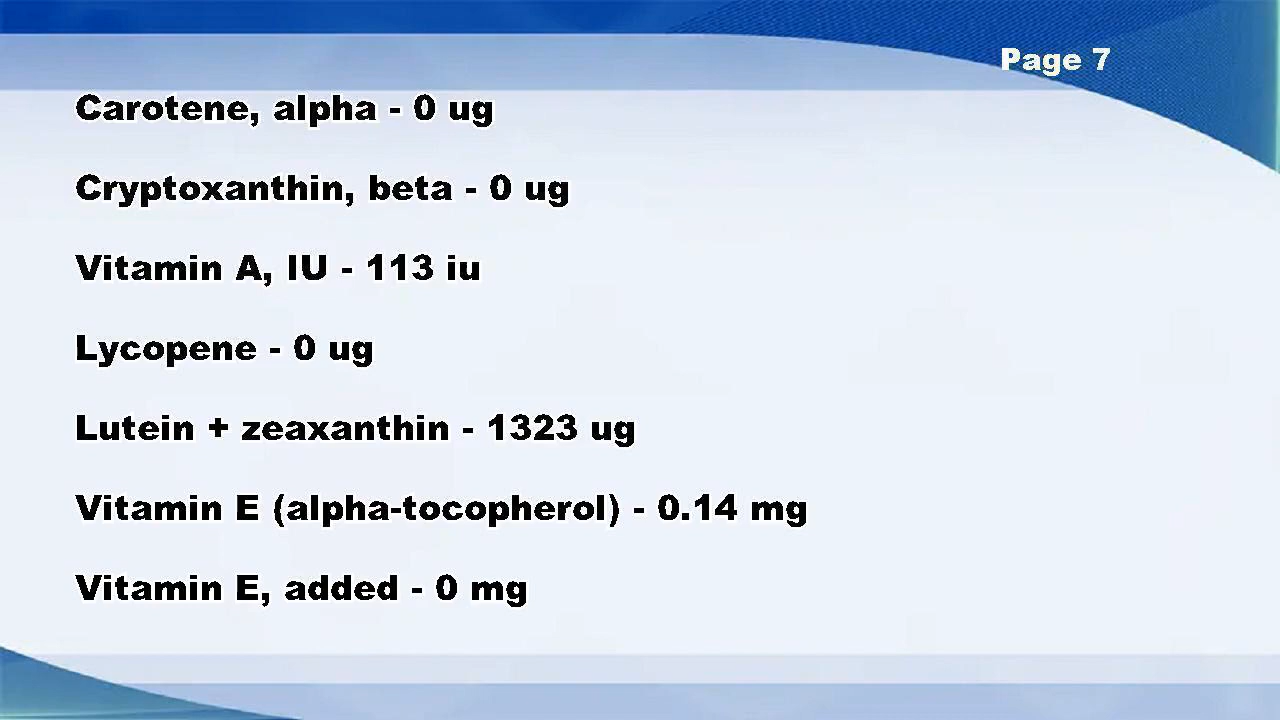 Page 7
Carotene, alpha - 0 ug
Cryptoxanthin, beta - 0 ug
Vitamin A, IU - 113 iu
Lycopene - 0 ug
Lutein + zeaxanthin - 1323 ug
Vitamin E (alpha-tocopherol) - 0.14 mg
Vitamin E, added - 0 mg